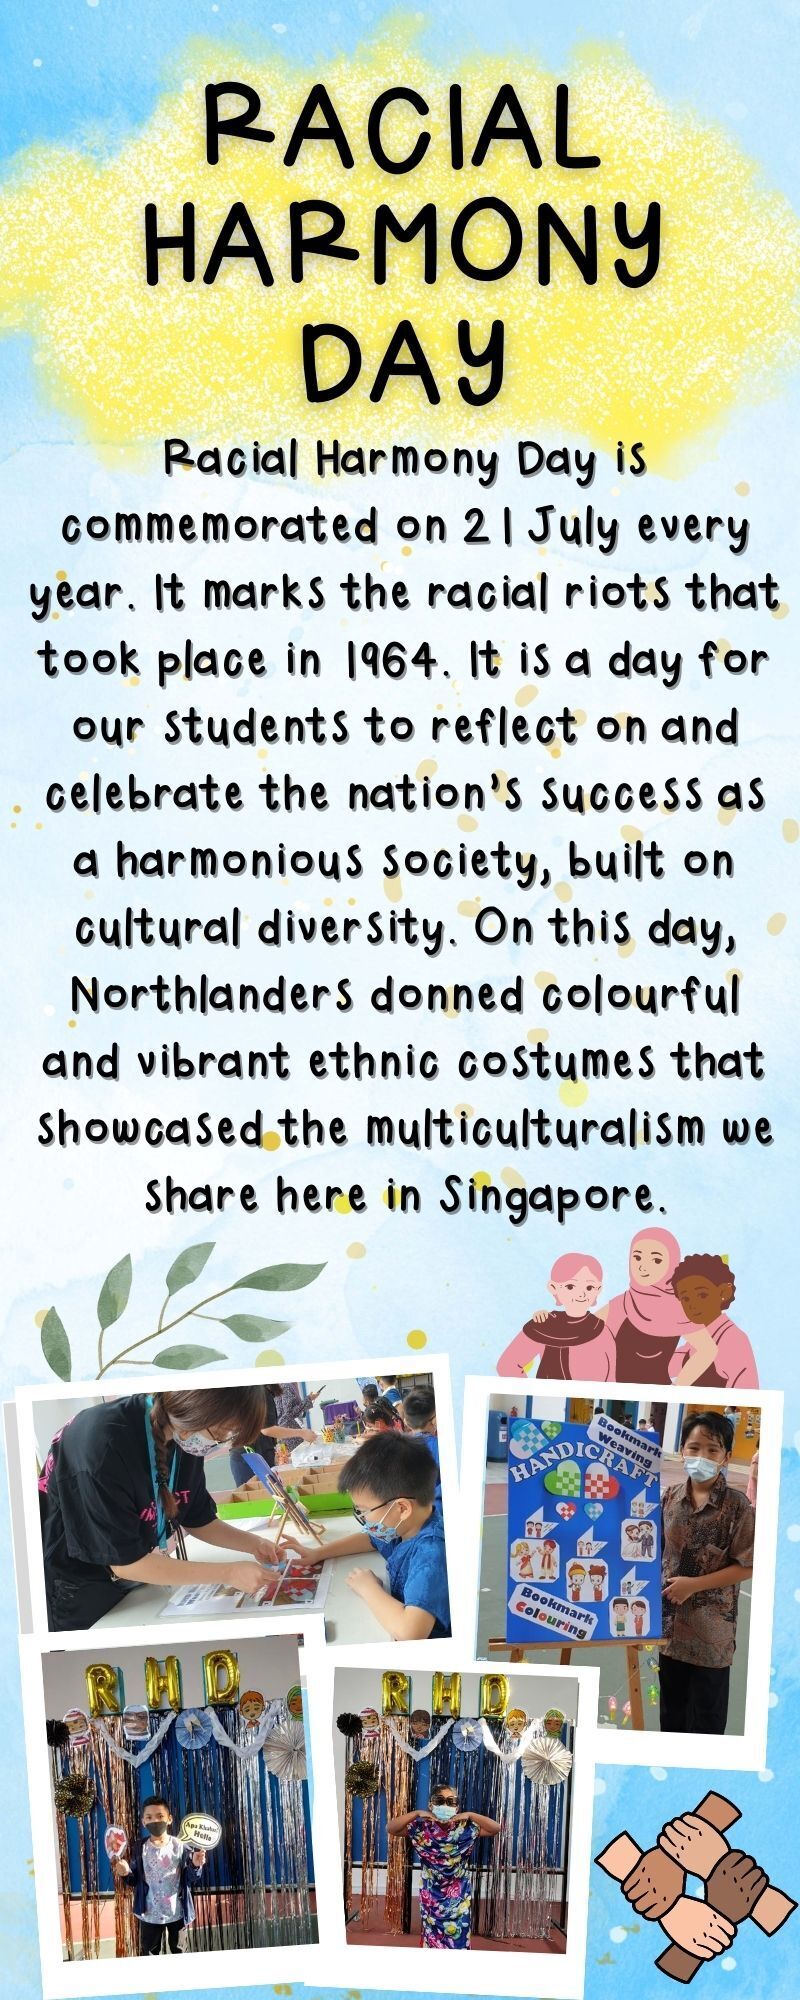 RACIAL
HARMONY
DAY
Racial Harmony Day is
commemorated on 21 July every
year. It marks the racial riots that
took place in 1964. It is a day for
our students to reflect on and
celebrate the nation's success as
a harmonious society, built on
cultural diversity. On this day,
Northlanders donned colourful
and vibrant ethnic costumes that
showcased the multiculturalism we
share here in Singapore.
Bookmark
Weaving
HANDICRAFT
Bookmark
Colouring
RHD
Apa Khabar!
Hello
RHD